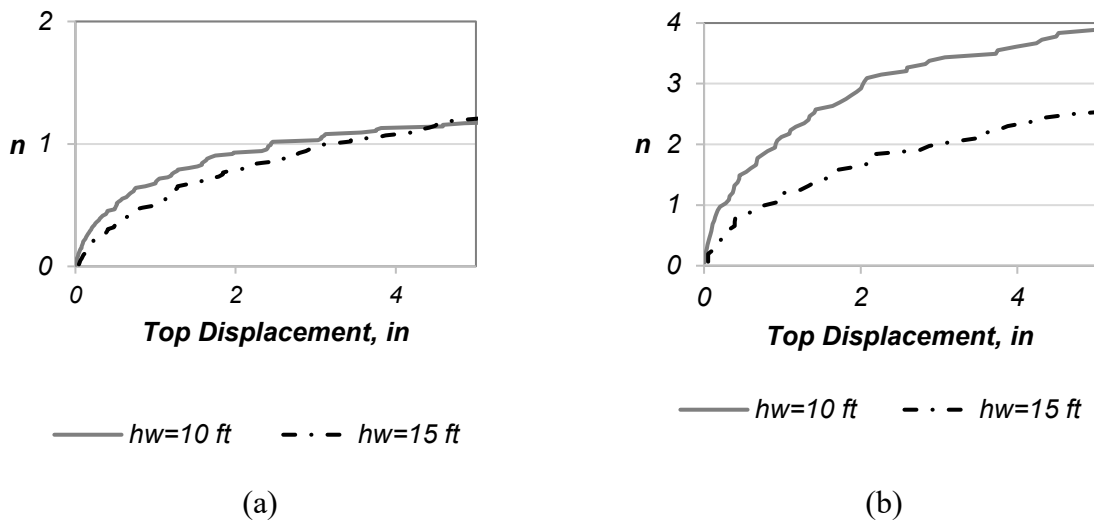 2
1
n
0
0 2 4
Top Displacement, in
hw=10 ft hw=15 ft
(a)
4
3
n
2
1
0
0 2 4
Top Displacement, in
hw=10 ft hw=15 ft
(b)